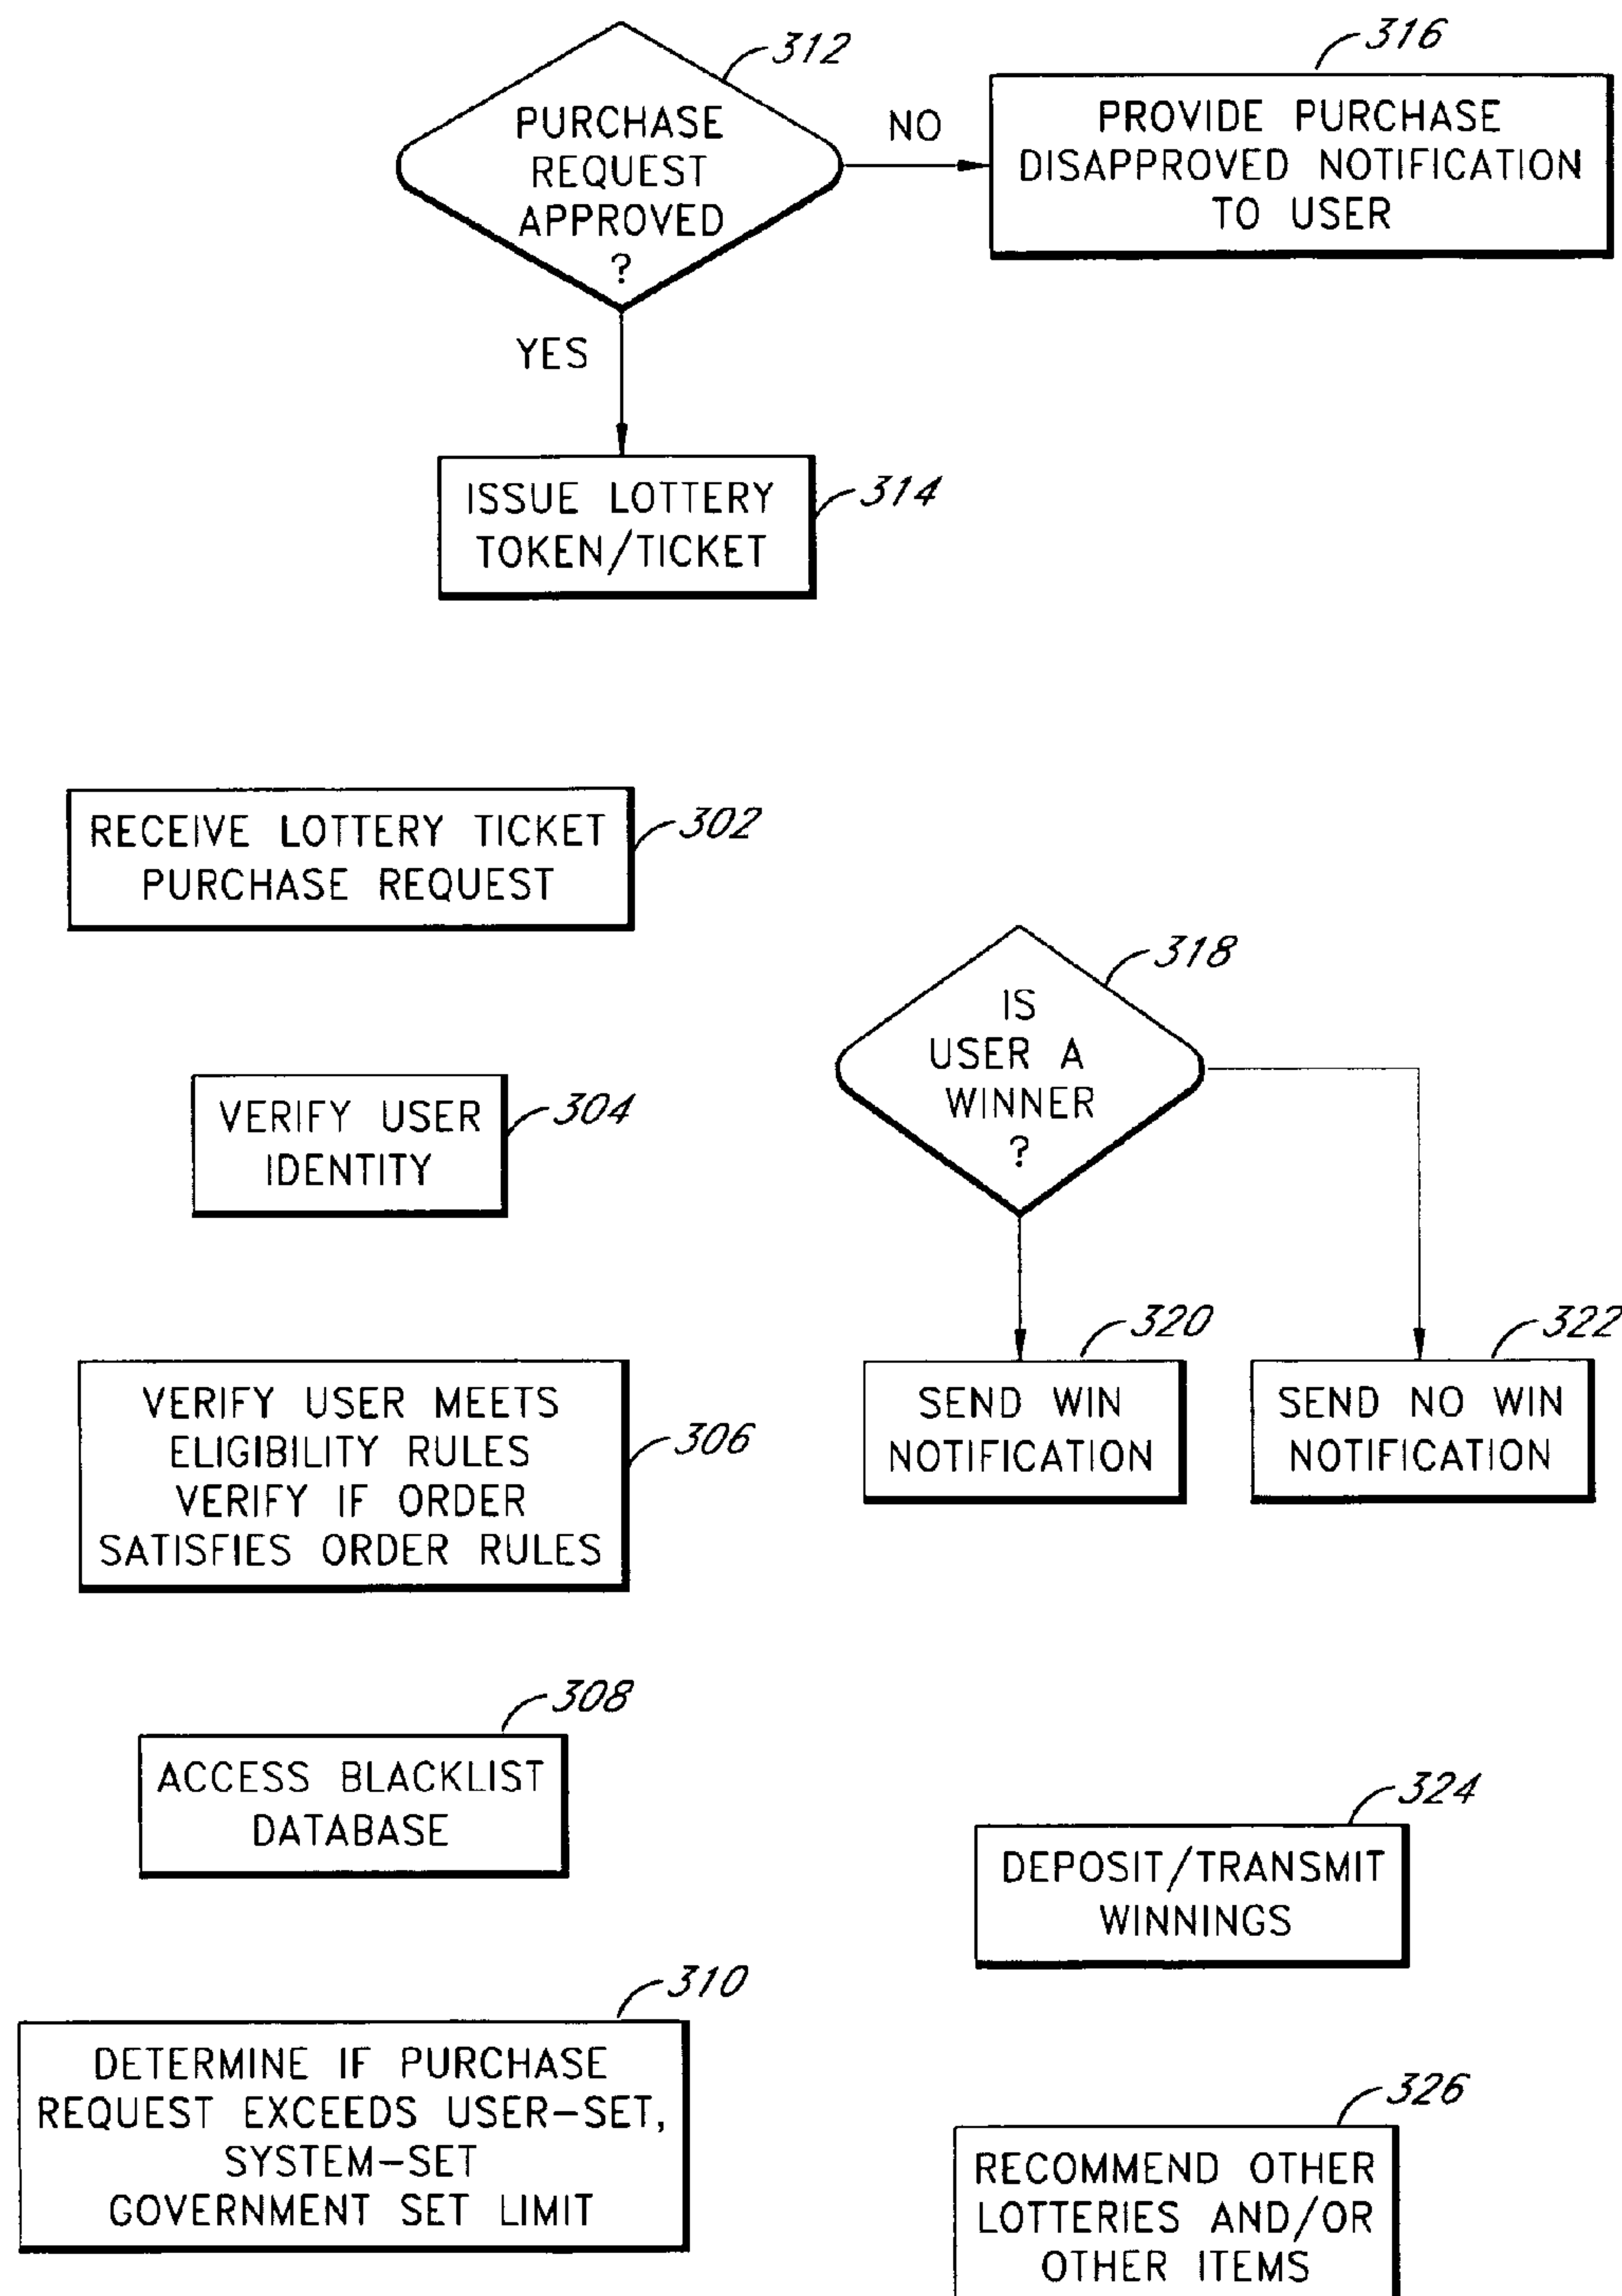 312
PURCHASE
REQUEST
APPROVED
?
NO
316
PROVIDE PURCHASE
DISAPPROVED NOTIFICATION
TO USER
YES
ISSUE LOTTERY
TOKEN/TICKET
314
RECEIVE LOTTERY TICKET
PURCHASE REQUEST
302
VERIFY USER
IDENTITY
304
VERIFY USER MEETS
ELIGIBILITY RULES
VERIFY IF ORDER
SATISFIES ORDER RULES
306
308
ACCESS BLACKLIST
DATABASE
310
DETERMINE IF PURCHASE
REQUEST EXCEEDS USER-SET,
SYSTEM-SET
GOVERNMENT SET LIMIT
318
IS
USER A
WINNER
?
320
SEND WIN
NOTIFICATION
322
SEND NO WIN
NOTIFICATION
324
DEPOSIT/TRANSMIT
WINNINGS
326
RECOMMEND OTHER
LOTTERIES AND/OR
OTHER ITEMS